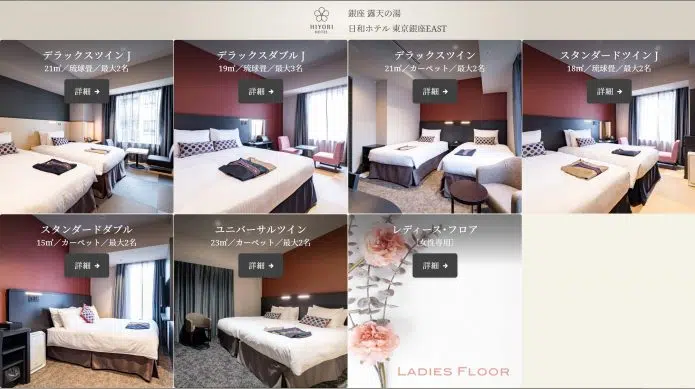 HIYORI
HOTEL
銀座 露天の湯
日和ホテル 東京銀座EAST
デラックスツインJ
21㎡／琉球畳／最大2名
詳細 →
デラックスダブルJ
19㎡／琉球畳／最大3名
詳細 →
デラックスツイン
21㎡／カーペット／最大2名
詳細 →
スタンダードツインJ
18㎡／琉球畳／最大2名
詳細 →
スタンダードダブル
15㎡／カーペット／最大2名
詳細 →
ユニバーサルツイン
23㎡／カーペット／最大2名
詳細 →
レディース・フロア
［女性専用］
詳細 →
LADIES FLOOR